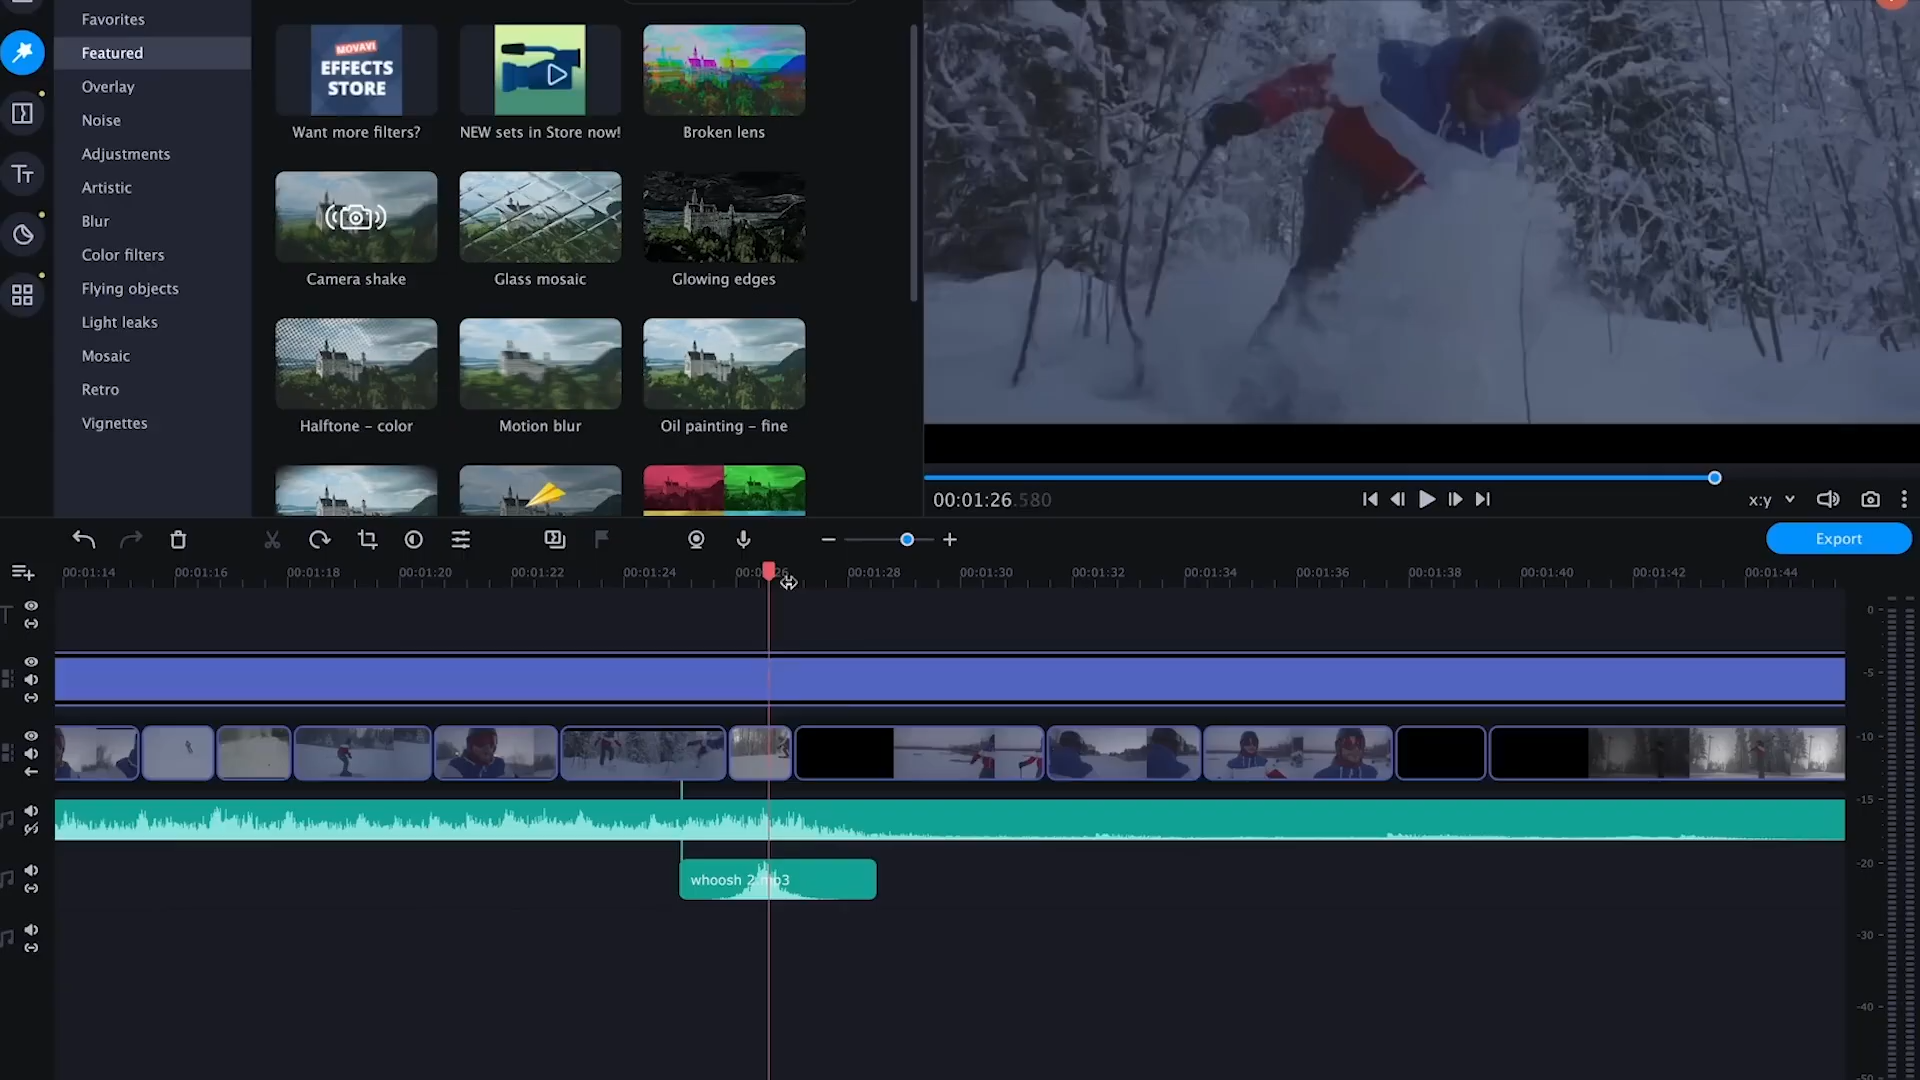 Favorites
Featured
Overlay
Noise
Adjustments
Artistic
Blur
Color filters
Flying objects
Light leaks
Mosaic
Retro
Vignettes
MOVAVI
EFFECTS
STORE
Want more filters?
NEW sets in Store now!
Broken lens
Camera shake
Glass mosaic
Glowing edges
Halftone – color
Motion blur
Oil painting – fine
00:01:26.580
x:y
Export
00:01:14 00:01:16 00:01:18 00:01:20 00:01:22 00:01:24 00:01:28 00:01:30 00:01:32 00:01:34 00:01:36 00:01:38 00:01:40 00:01:42 00:01:44
whoosh 2.mp3
0
-5
-10
-15
-20
-30
-40
-50